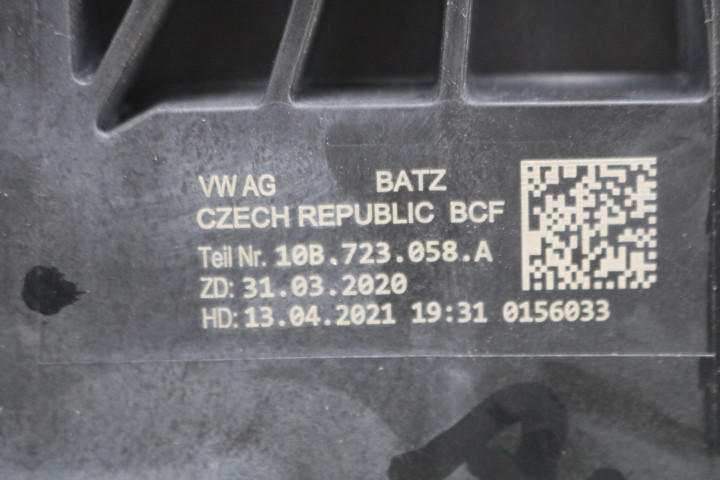 VW AG BATZ
CZECH REPUBLIC BCF
Teil Nr. 10B.723.058.A
ZD: 31.03.2020
HD: 13.04.2021 19:31 0156033